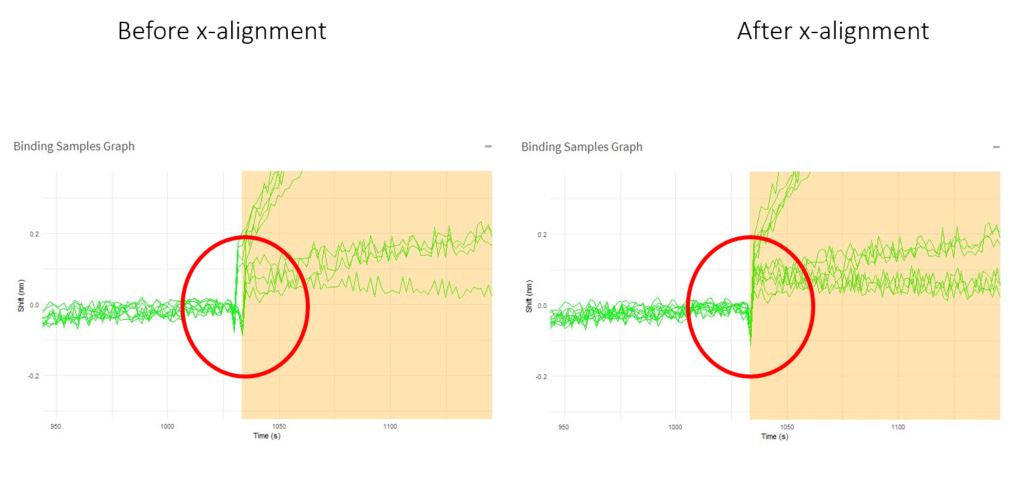 Before x-alignment
After x-alignment
Binding Samples Graph
−
Binding Samples Graph
−
Shift (nm)
0.2
0.0
-0.2
950
1000
1050
1100
Time (s)
Shift (nm)
0.2
0.0
-0.2
950
1000
1050
1100
Time (s)